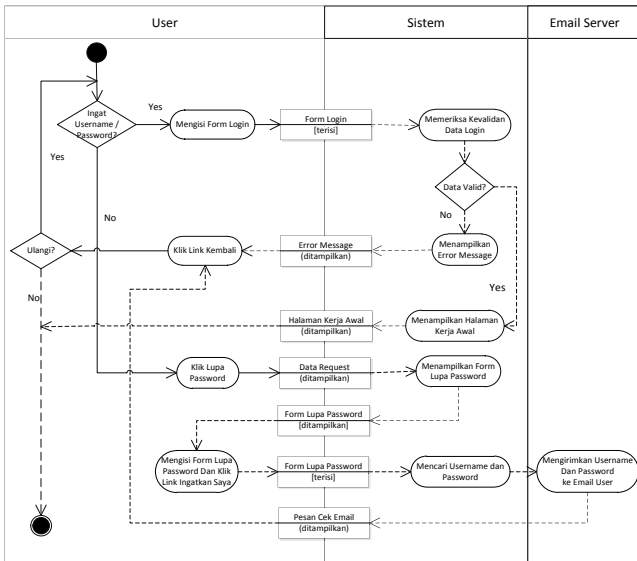 User
Sistem
Email Server
Ingat
Username /
Password?
Yes
Mengisi Form Login
Form Login
[terisi]
Memeriksa Kevalidan
Data Login
Yes
Data Valid?
No
No
Ulangi?
Klik Link Kembali
Error Message
(ditampilkan)
Menampilkan
Error Message
No
Yes
Halaman Kerja Awal
(ditampilkan)
Menampilkan Halaman
Kerja Awal
Klik Lupa
Password
Data Request
(ditampilkan)
Menampilkan Form
Lupa Password
Form Lupa Password
[ditampilkan]
Mengisi Form Lupa
Password Dan Klik
Link Ingatkan Saya
Form Lupa Password
[terisi]
Mencari Username dan
Password
Mengirimkan Username
Dan Password
ke Email User
Pesan Cek Email
(ditampilkan)